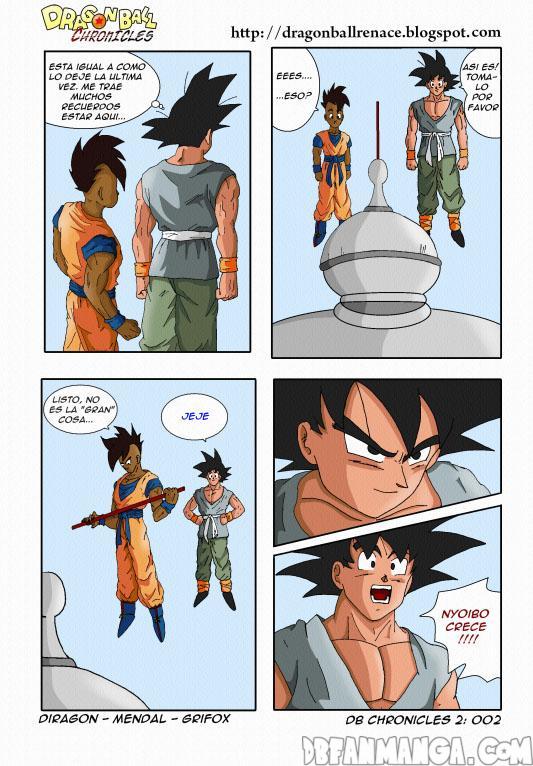 DRAGON BALL
CHRONICLES
http://dragonballrenace.blogspot.com
ESTA IGUAL A COMO
LO DEJE LA ULTIMA
VEZ. ME TRAE
MUCHOS
RECUERDOS
ESTAR AQUI...
EEES....
...ESO?
ASI ES!
TOMA-
LO
POR
FAVOR
LISTO, NO
ES LA "GRAN"
COSA...
JEJE
NYOIBO
CRECE
!!!!
DIRAGON - MENDAL - GRIFOX
DB CHRONICLES 2: 002
DBFANMANGA.COM